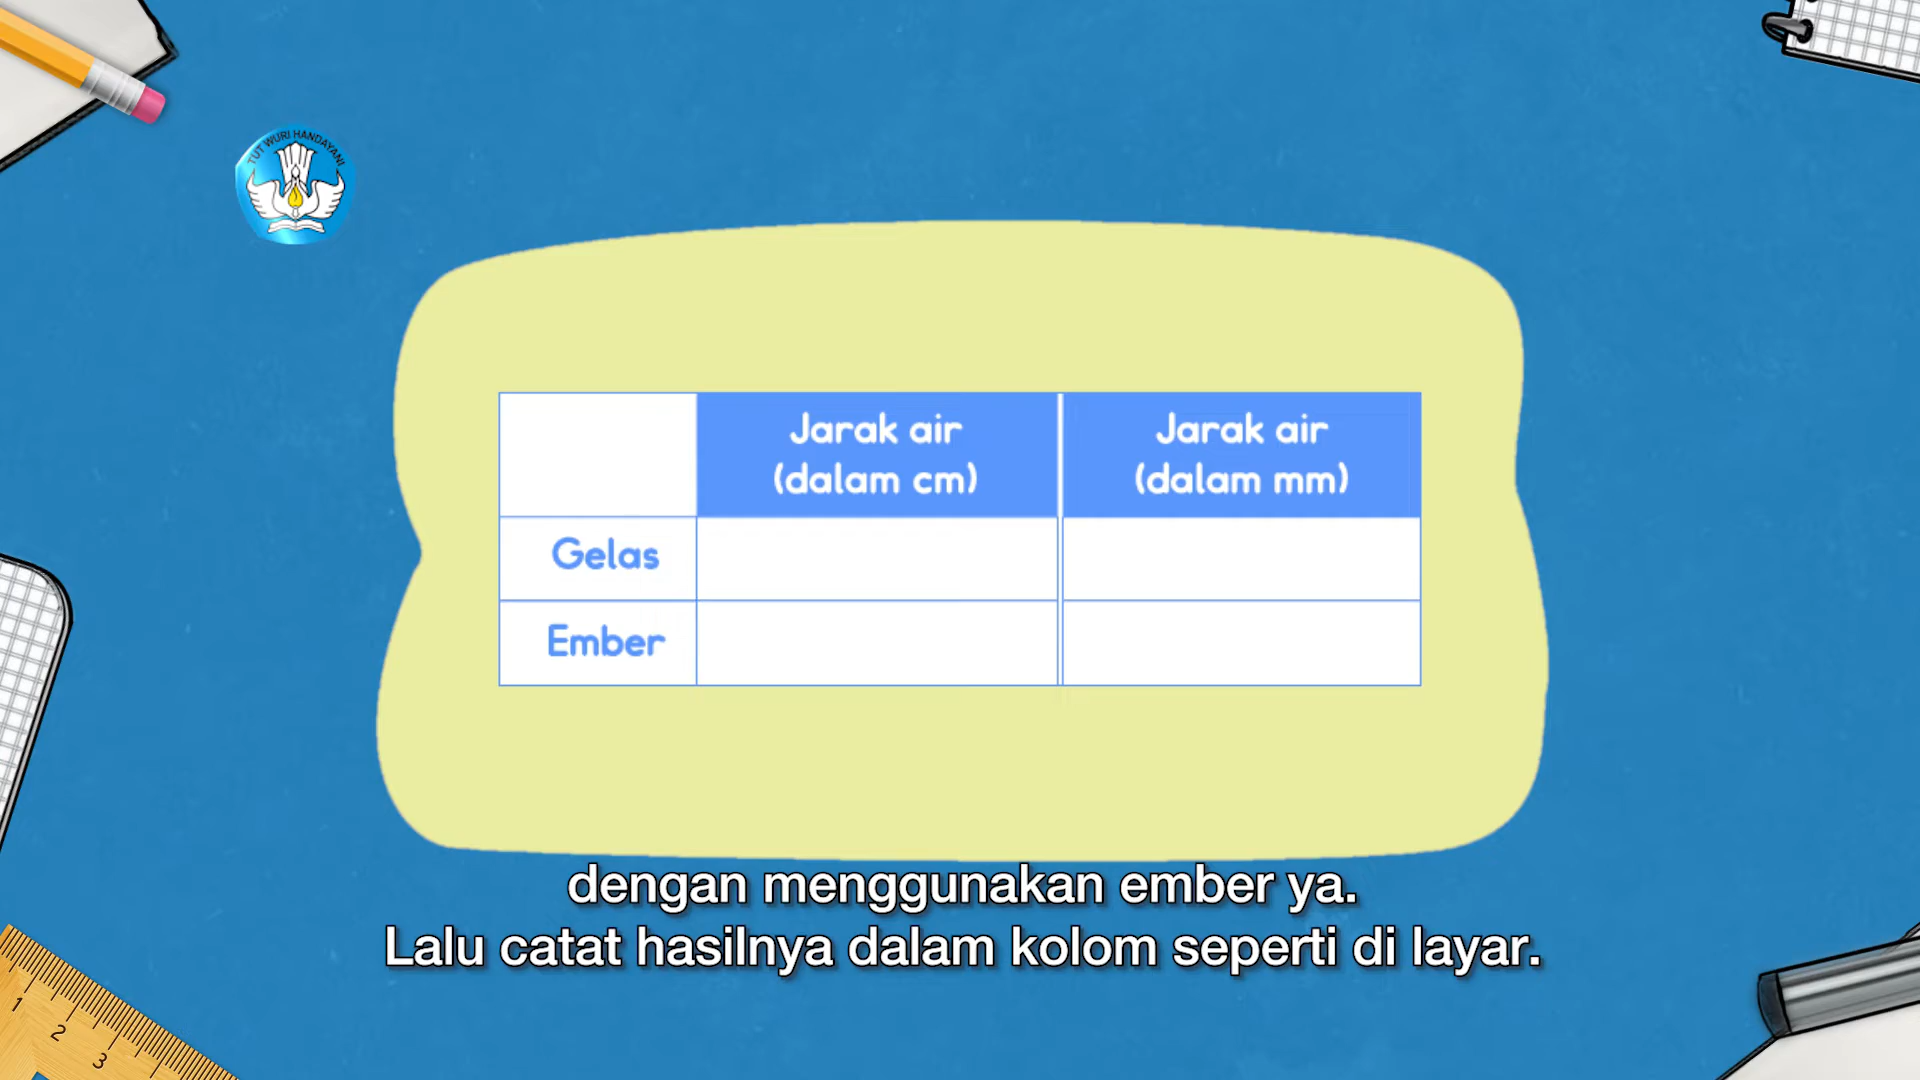 TUT WURI HANDAYANI
Jarak air
(dalam cm)
Jarak air
(dalam mm)
Gelas
Ember
dengan menggunakan ember ya.
Lalu catat hasilnya dalam kolom seperti di layar.
1
2
3